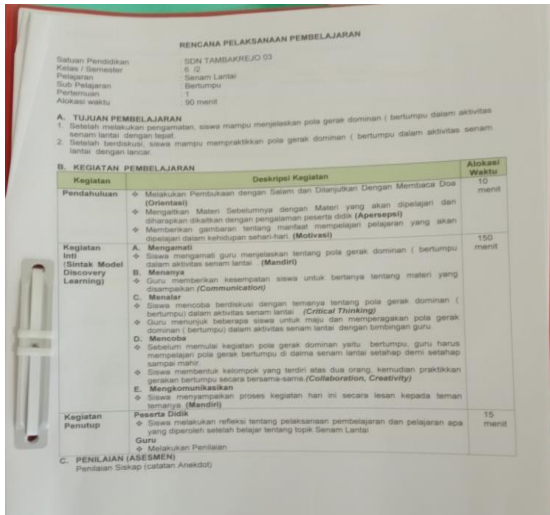 RENCANA PELAKSANAAN PEMBELAJARAN
Satuan Pendidikan : SDN TAMBAKREJO 03
Kelas / Semester : 6 /2
Pelajaran : Senam Lantai
Sub Pelajaran : Bertumpu
Pertemuan : 1
Alokasi waktu : 90 menit
A. TUJUAN PEMBELAJARAN
1. Setelah melakukan pengamatan, siswa mampu menjelaskan pola gerak dominan ( bertumpu dalam aktivitas
senam lantai dengan tepat.
2. Setelah berdiskusi, siswa mampu mempraktikkan pola gerak dominan ( bertumpu dalam aktivitas senam
lantai dengan lancar.
B. KEGIATAN PEMBELAJARAN
Kegiatan Deskripsi Kegiatan Alokasi
Waktu
Pendahuluan ❖ Melakukan Pembukaan dengan Salam dan Dilanjutkan Dengan Membaca Doa 10
(Orientasi) menit
❖ Mengaitkan Materi Sebelumnya dengan Materi yang akan dipelajari dan
diharapkan dikaitkan dengan pengalaman peserta didik (Apersepsi)
❖ Memberikan gambaran tentang manfaat mempelajari pelajaran yang akan
dipelajari dalam kehidupan sehari-hari. (Motivasi)
Kegiatan A. Mengamati 150
Inti ❖ Siswa mengamati guru menjelaskan tentang pola gerak dominan ( bertumpu menit
(Sintak Model dalam aktivitas senam lantai (Mandiri)
Discovery B. Menanya
Learning) ❖ Guru memberikan kesempatan siswa untuk bertanya tentang materi yang
disampaikan (Communication)
C. Menalar
❖ Siswa mencoba berdiskusi dengan temanya tentang pola gerak dominan (
bertumpu) dalam aktivitas senam lantai (Critical Thinking)
❖ Guru menunjuk beberapa siswa untuk maju dan memperagakan pola gerak
dominan ( bertumpu) dalam aktivitas senam lantai dengan bimbingan guru.
D. Mencoba
❖ Sebelum memulai kegiatan pola gerak dominan yaitu bertumpu, guru harus
mempelajari pola gerak bertumpu di dalma senam lantai setahap demi setahap
sampai mahir.
❖ Siswa membentuk kelompok yang terdiri atas dua orang, kemudian praktikkan
gerakan bertumpu secara bersama-sama.(Collaboration, Creativity)
E. Mengkomunikasikan
❖ Siswa menyampaikan proses kegiatan hari ini secara lesan kepada teman
temanya. (Mandiri)
Kegiatan Peserta Didik 15
Penutup ❖ Siswa melakukan refleksi tentang pelaksanaan pembelajaran dan pelajaran apa menit
yang diperoleh setelah belajar tentang topik Senam Lantai
Guru
❖ Melakukan Penilaian
C. PENILAIAN (ASESMEN)
Penilaian Siskap (catatan Anekdot)